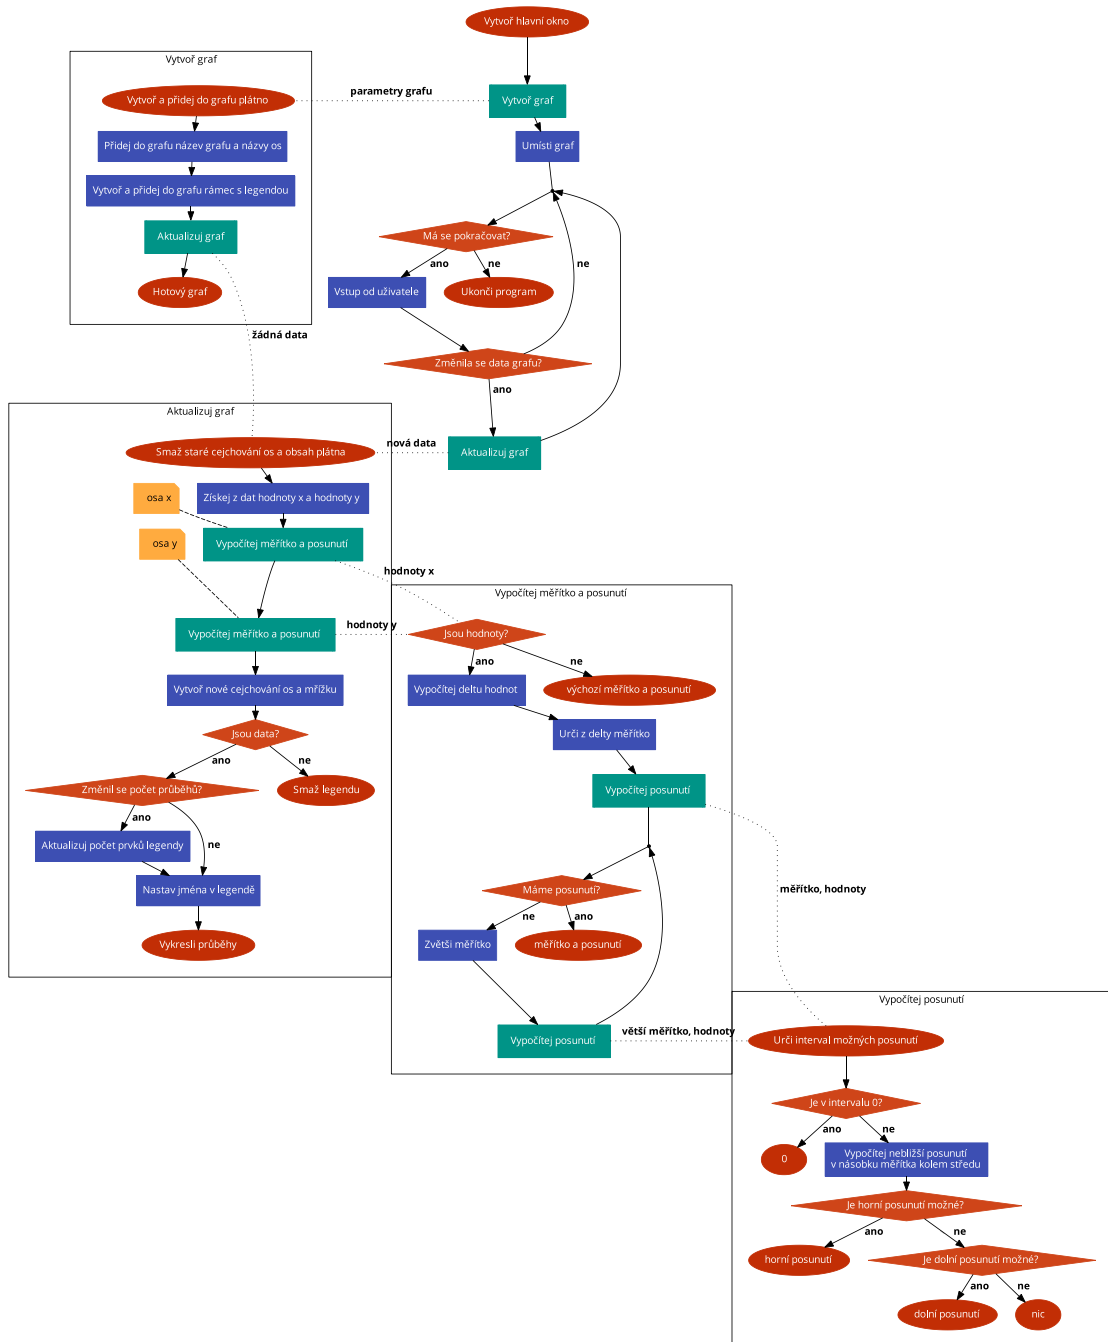 Vytvoř hlavní okno
Vytvoř graf
Vytvoř a přidej do grafu plátno
parametry grafu
Vytvoř graf
Přidej do grafu název grafu a názvy os
Umísti graf
Vytvoř a přidej do grafu rámec s legendou
Aktualizuj graf
Má se pokračovat?
ano
ne
ne
Hotový graf
Vstup od uživatele
Ukonči program
žádná data
Změnila se data grafu?
ano
Aktualizuj graf
Smaž staré cejchování os a obsah plátna
nová data
Aktualizuj graf
osa x
Získej z dat hodnoty x a hodnoty y
osa y
Vypočítej měřítko a posunutí
hodnoty x
Vypočítej měřítko a posunutí
Vypočítej měřítko a posunutí
hodnoty y
Jsou hodnoty?
ano
ne
Vytvoř nové cejchování os a mřížku
Vypočítej deltu hodnot
výchozí měřítko a posunutí
Jsou data?
Urči z delty měřítko
ano
ne
Změnil se počet průběhů?
Smaž legendu
Vypočítej posunutí
ano
ne
Aktualizuj počet prvků legendy
Nastav jména v legendě
Máme posunutí?
měřítko, hodnoty
ne
ano
Vykresli průběhy
Zvětši měřítko
měřítko a posunutí
Vypočítej posunutí
Vypočítej posunutí
větší měřítko, hodnoty
Urči interval možných posunutí
Je v intervalu 0?
ano
ne
0
Vypočítej nebližší posunutí
v násobku měřítka kolem středu
Je horní posunutí možné?
ano
ne
horní posunutí
Je dolní posunutí možné?
ano
ne
dolní posunutí
nic